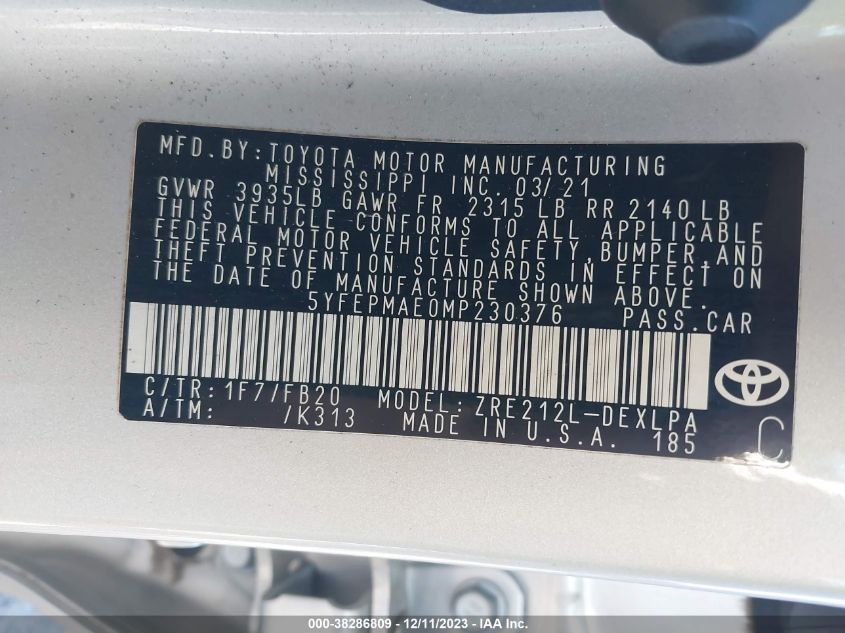 MFD.BY:TOYOTA MOTOR MANUFACTURING
MISSISSIPPI INC. 03/21
GVWR 3935LB GAWR FR 2315 LB RR 2140 LB
THIS VEHICLE CONFORMS TO ALL APPLICABLE
FEDERAL MOTOR VEHICLE SAFETY,BUMPER,AND
THEFT PREVENTION STANDARDS IN EFFECT ON
THE DATE OF MANUFACTURE SHOWN ABOVE.
5YFEPMAE0MP230376 PASS.CAR
C/TR: 1F7/FB20 MODEL: ZRE212L-DEXLPA
A/TM: /K313 MADE IN U.S.A. 185
C
000-38286809 - 12/11/2023 - IAA Inc.